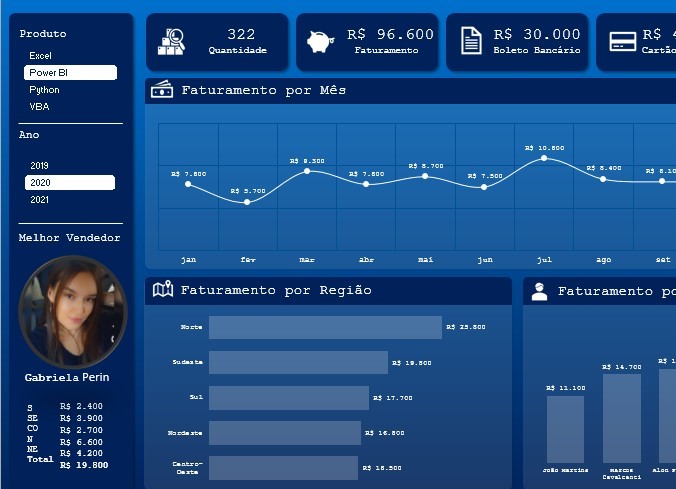 Produto
Excel
Power BI
Python
VBA
Ano
2019
2020
2021
Melhor Vendedor
Gabriela Perin
S R$ 2.400
SE R$ 3.900
CO R$ 2.700
N R$ 6.600
NE R$ 4.200
Total R$ 19.800
322
Quantidade
R$ 96.600
Faturamento
R$ 30.000
Boleto Bancário
R$
Cartão
Faturamento por Mês
R$ 7.800
R$ 5.700
R$ 9.300
R$ 7.800
R$ 8.700
R$ 7.500
R$ 10.800
R$ 8.400
R$ 8.10
jan fev mar abr mai jun jul ago set
Faturamento por Região
Norte R$ 25.800
Sudeste R$ 19.800
Sul R$ 17.700
Nordeste R$ 16.800
Centro-
Oeste R$ 16.500
Faturamento po
R$ 11.100
R$ 14.700
R$ 1
João Martins
Marcos
Cavalcanti
Alon